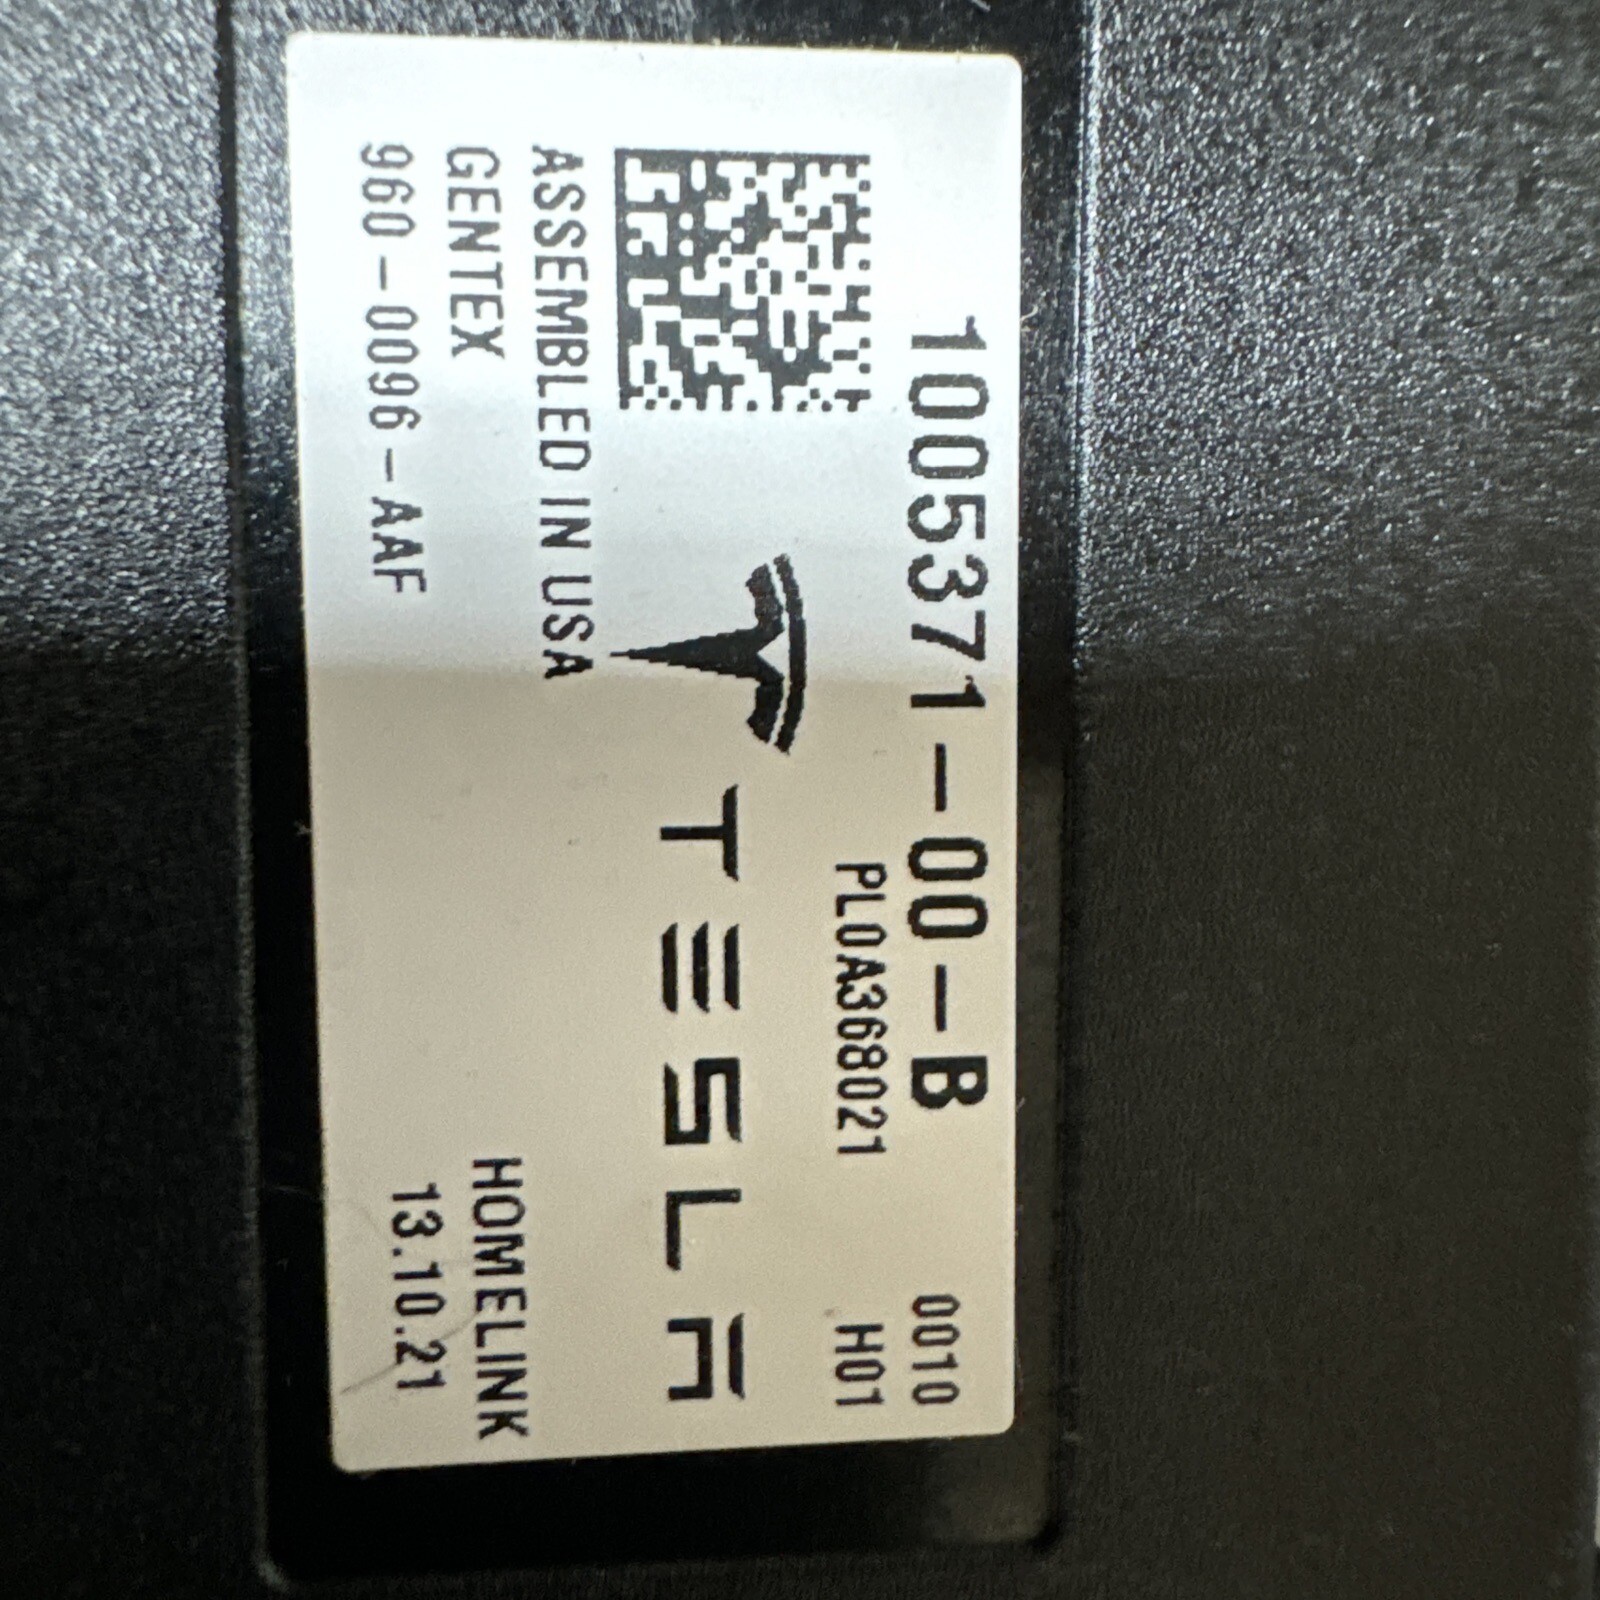 1005371-00-B
0010
PL0A368021
H01
TESLA
ASSEMBLED IN USA
GENTEX
960-0096-AAF
HOMELINK
13.10.21